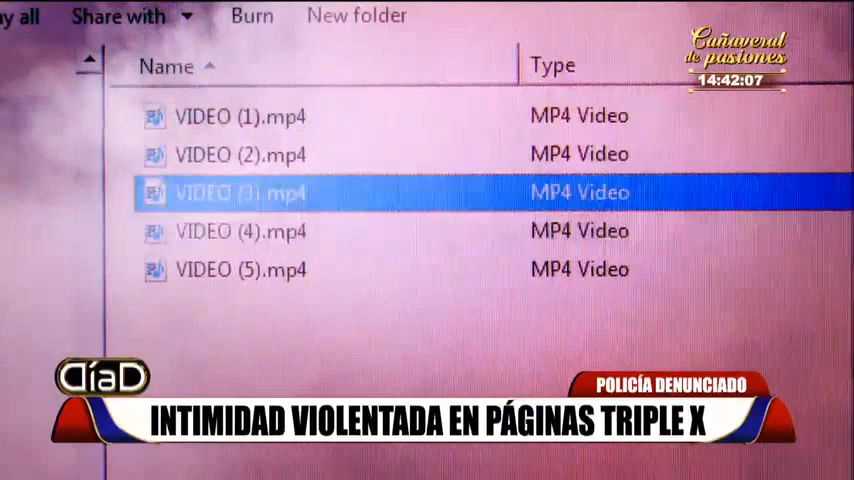 ay all Share with Burn New folder
Cañaveral
de pasiones
14:42:07
Name Type
VIDEO (1).mp4 MP4 Video
VIDEO (2).mp4 MP4 Video
VIDEO (3).mp4 MP4 Video
VIDEO (4).mp4 MP4 Video
VIDEO (5).mp4 MP4 Video
DíaD
POLICÍA DENUNCIADO
INTIMIDAD VIOLENTADA EN PÁGINAS TRIPLE X